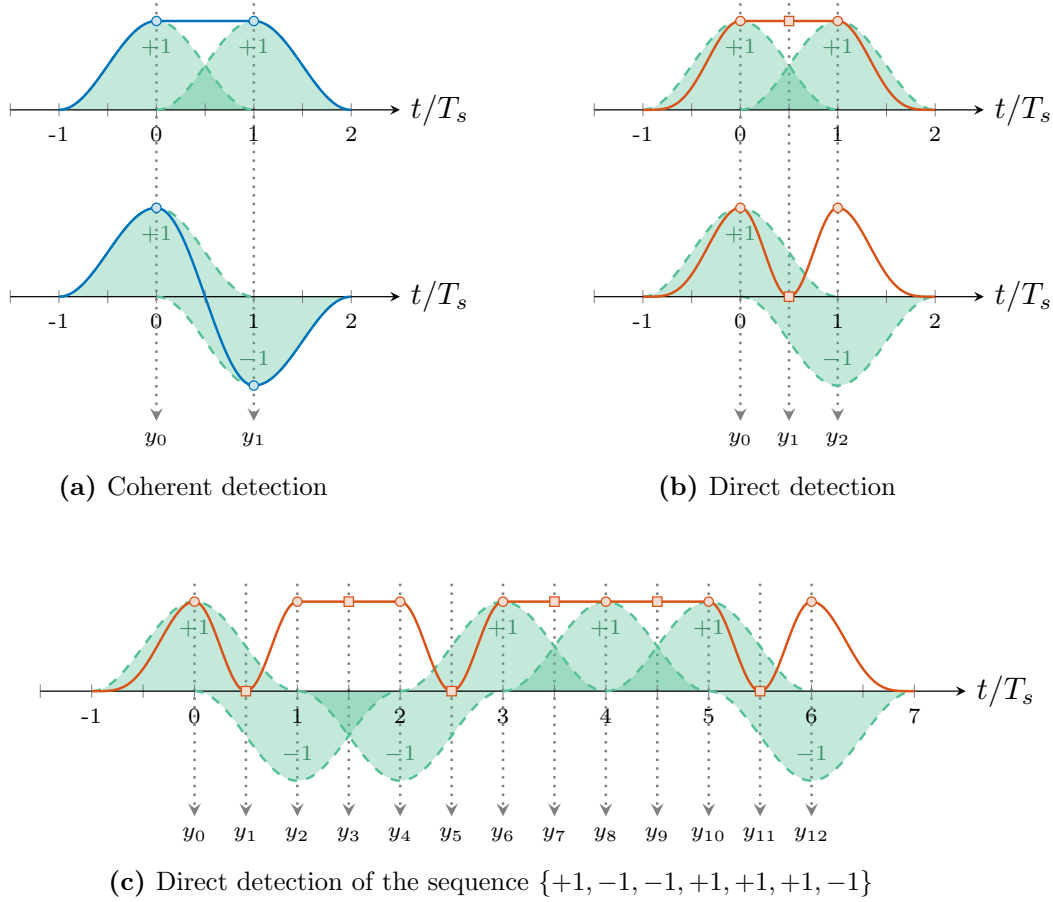 +1 +1
t/T_s
-1 0 1 2
+1
t/T_s
-1 0 1 2
−1
y_0 y_1
(a) Coherent detection
+1 +1
t/T_s
-1 0 1 2
+1
t/T_s
-1 0 1 2
−1
y_0 y_1 y_2
(b) Direct detection
+1 +1 +1 +1
t/T_s
-1 0 1 2 3 4 5 6 7
−1 −1 −1
y_0 y_1 y_2 y_3 y_4 y_5 y_6 y_7 y_8 y_9 y_10 y_11 y_12
(c) Direct detection of the sequence {+1, −1, −1, +1, +1, +1, −1}